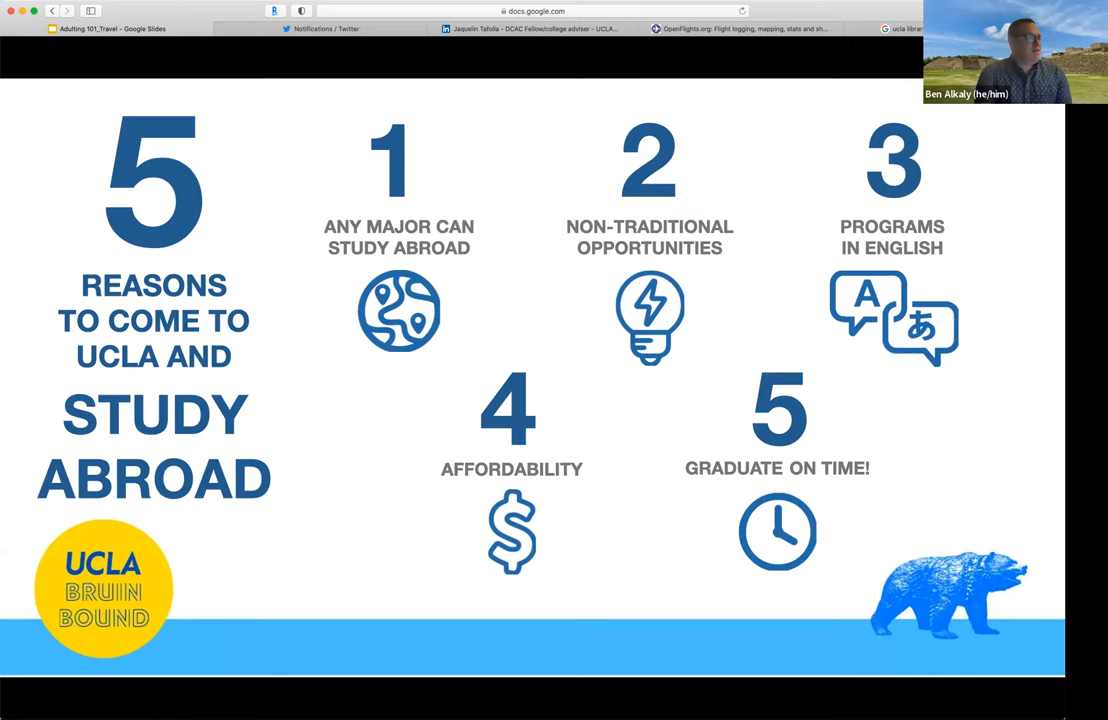 docs.google.com
Adulting 101_Travel - Google Slides
Notifications / Twitter
Jaquelin Tafolla - DCAC Fellow/college adviser - UCLA...
OpenFlights.org: Flight logging, mapping, stats and sh...
ucla librar
Ben Alkaly (he/him)
5
REASONS
TO COME TO
UCLA AND
STUDY
ABROAD
1
ANY MAJOR CAN
STUDY ABROAD
2
NON-TRADITIONAL
OPPORTUNITIES
3
PROGRAMS
IN ENGLISH
A
あ
4
AFFORDABILITY
5
GRADUATE ON TIME!
UCLA
BRUIN
BOUND